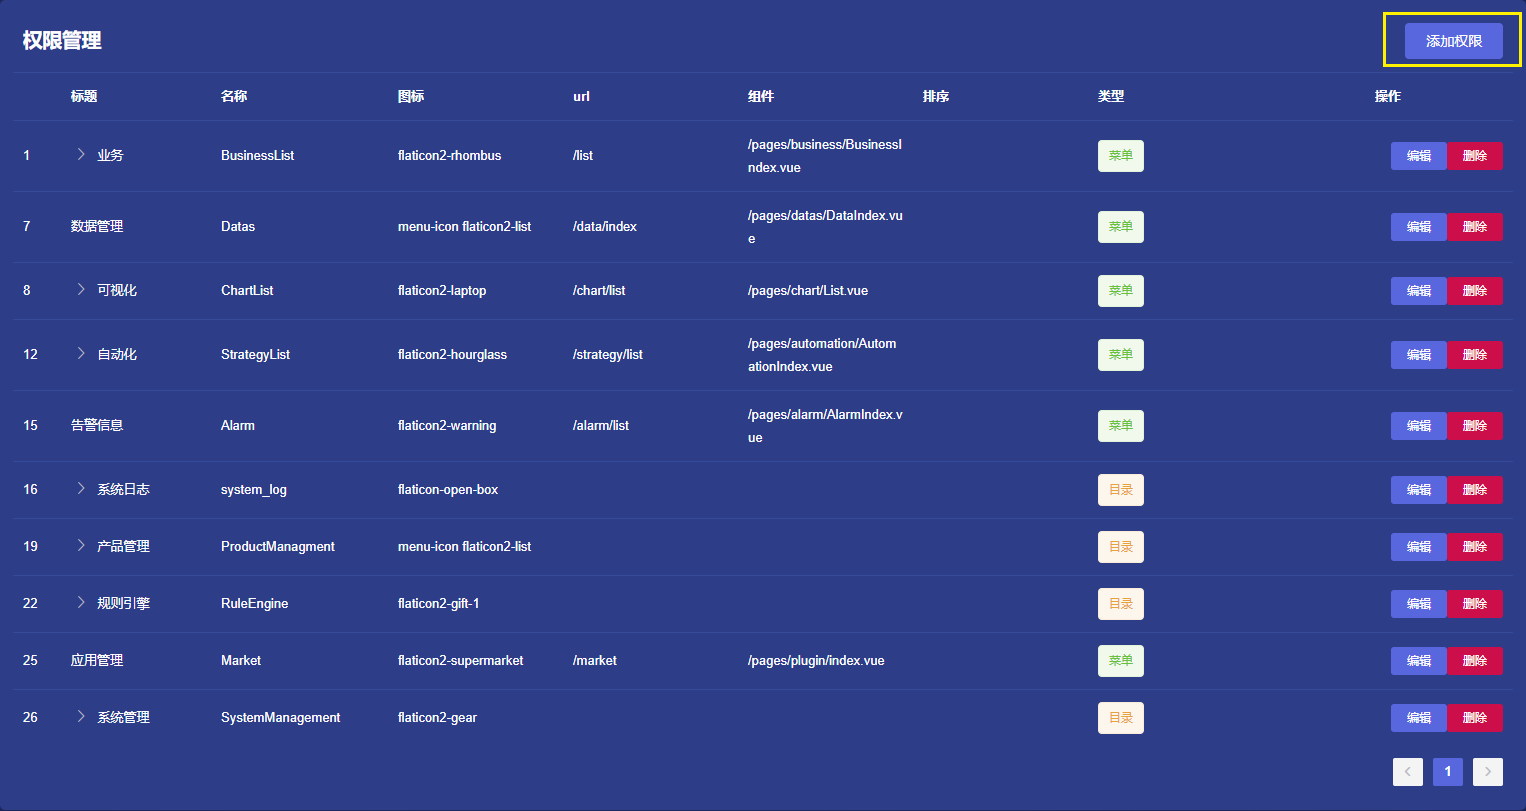 权限管理
添加权限
标题 名称 图标 url 组件 排序 类型 操作
1 业务 BusinessList flaticon2-rhombus /list /pages/business/BusinessI 菜单 编辑 删除
ndex.vue
7 数据管理 Datas menu-icon flaticon2-list /data/index /pages/datas/DataIndex.vu 菜单 编辑 删除
e
8 可视化 ChartList flaticon2-laptop /chart/list /pages/chart/List.vue 菜单 编辑 删除
12 自动化 StrategyList flaticon2-hourglass /strategy/list /pages/automation/Autom 菜单 编辑 删除
ationIndex.vue
15 告警信息 Alarm flaticon2-warning /alarm/list /pages/alarm/AlarmIndex.v 菜单 编辑 删除
ue
16 系统日志 system_log flaticon-open-box 目录 编辑 删除
19 产品管理 ProductManagment menu-icon flaticon2-list 目录 编辑 删除
22 规则引擎 RuleEngine flaticon2-gift-1 目录 编辑 删除
25 应用管理 Market flaticon2-supermarket /market /pages/plugin/index.vue 菜单 编辑 删除
26 系统管理 SystemManagement flaticon2-gear 目录 编辑 删除
1